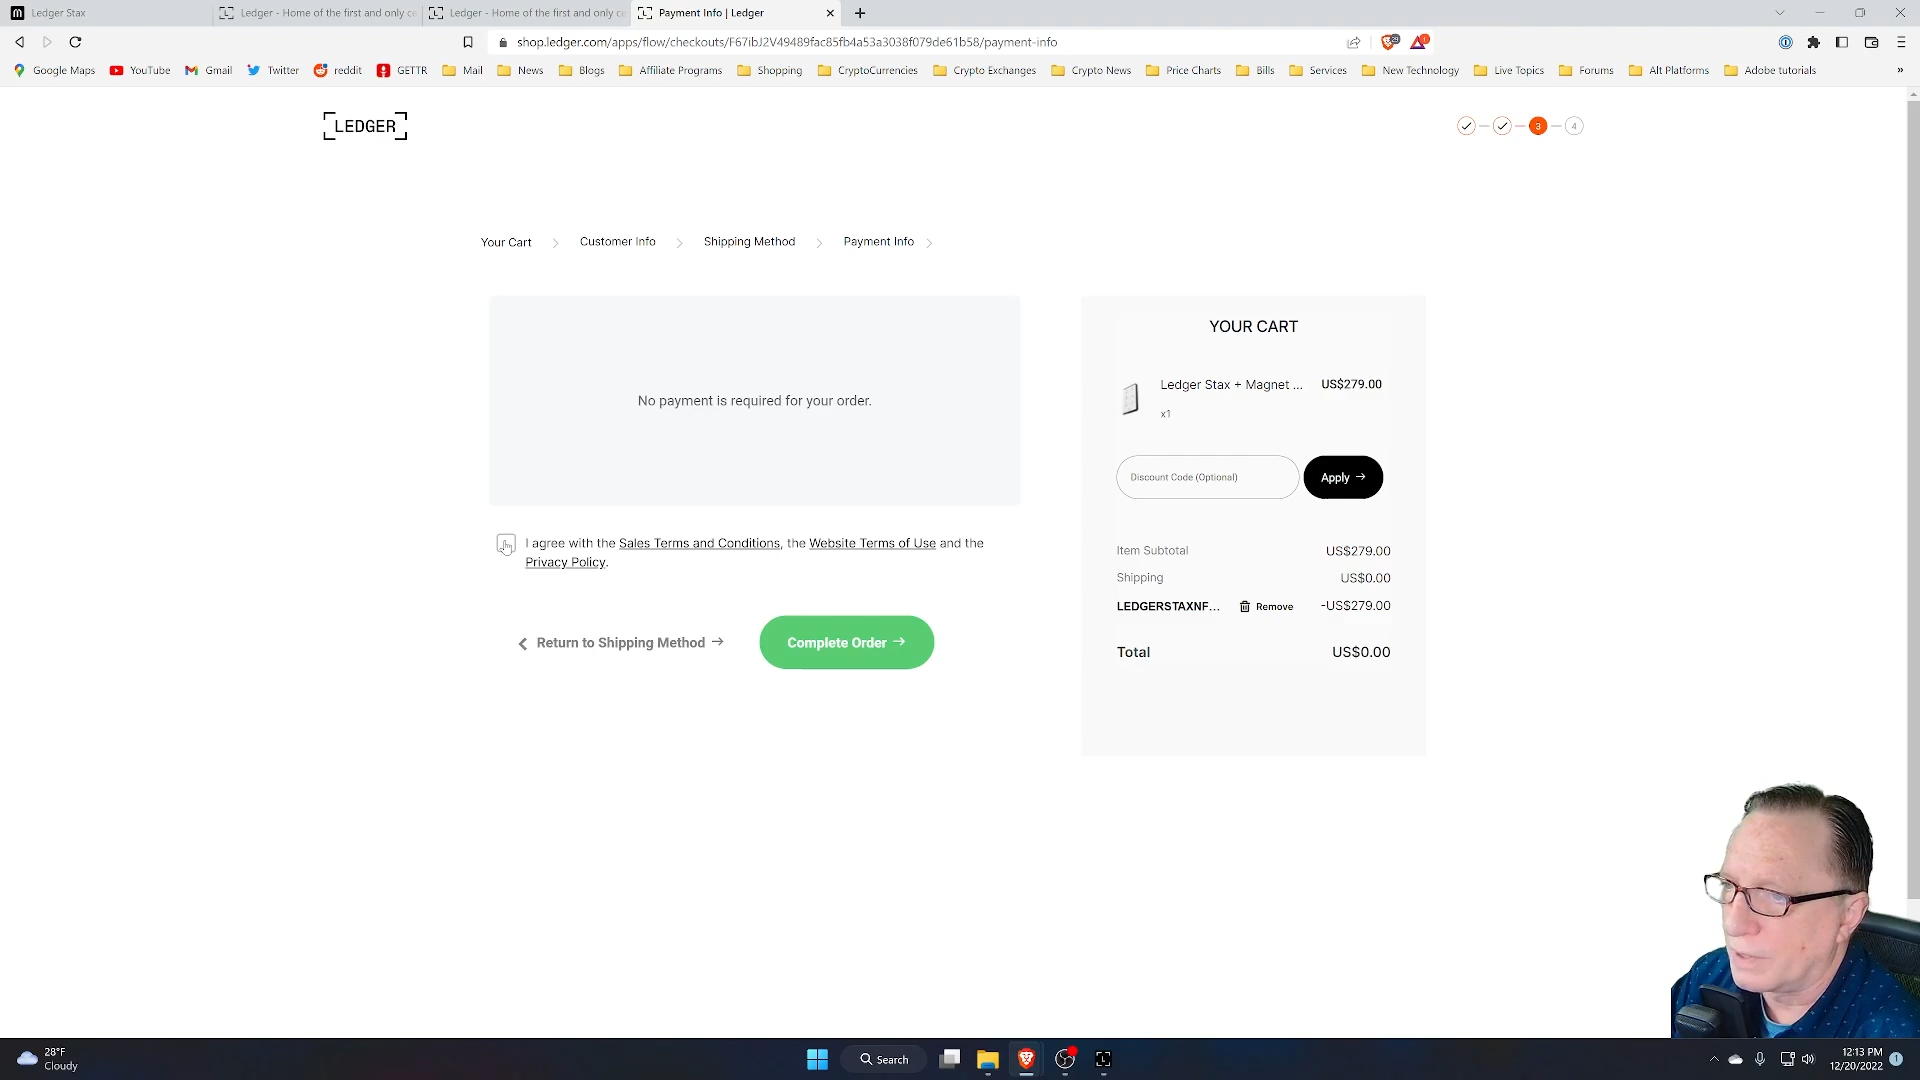 Ledger Stax
Ledger - Home of the first and only ce
Ledger - Home of the first and only ce
Payment Info | Ledger
shop.ledger.com/apps/flow/checkouts/F67ibJ2V49489fac85fb4a53a3038f079de61b58/payment-info
Google Maps
YouTube
Gmail
Twitter
reddit
GETTR
Mail
News
Blogs
Affiliate Programs
Shopping
CryptoCurrencies
Crypto Exchanges
Crypto News
Price Charts
Bills
Services
New Technology
Live Topics
Forums
Alt Platforms
Adobe tutorials
LEDGER
3
4
Your Cart
Customer Info
Shipping Method
Payment Info
No payment is required for your order.
I agree with the Sales Terms and Conditions, the Website Terms of Use and the
Privacy Policy.
Return to Shipping Method
Complete Order
YOUR CART
Ledger Stax + Magnet ... US$279.00
x1
Discount Code (Optional)
Apply
Item Subtotal US$279.00
Shipping US$0.00
LEDGERSTAXNF... Remove -US$279.00
Total US$0.00
28°F
Cloudy
Search
12:13 PM
12/20/2022
1